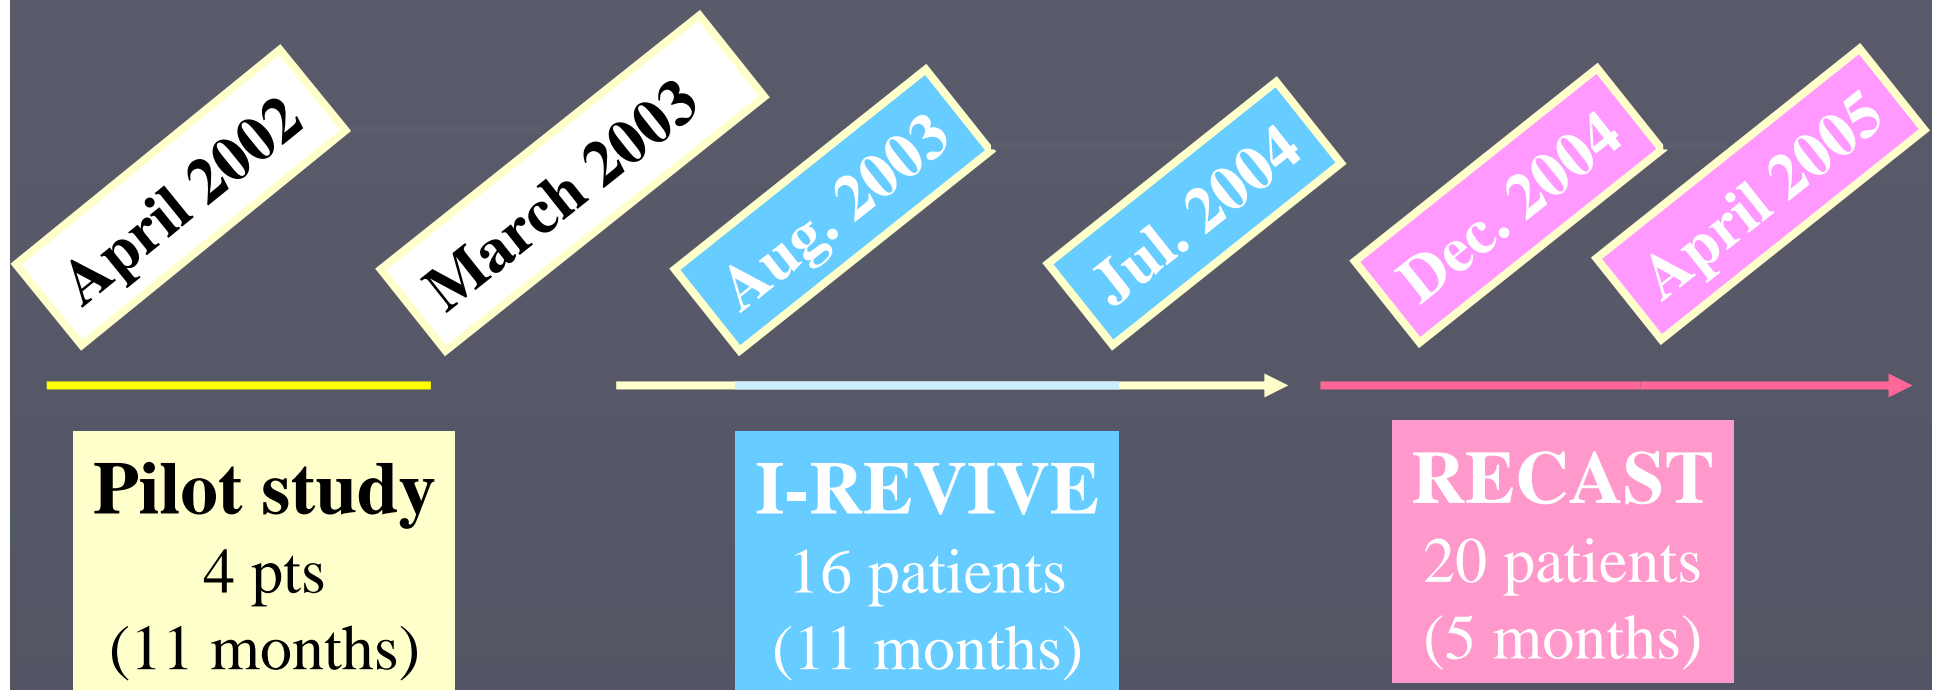 April 2002
March 2003
Aug. 2003
Jul. 2004
Dec. 2004
April 2005
Pilot study
4 pts
(11 months)
I-REVIVE
16 patients
(11 months)
RECAST
20 patients
(5 months)